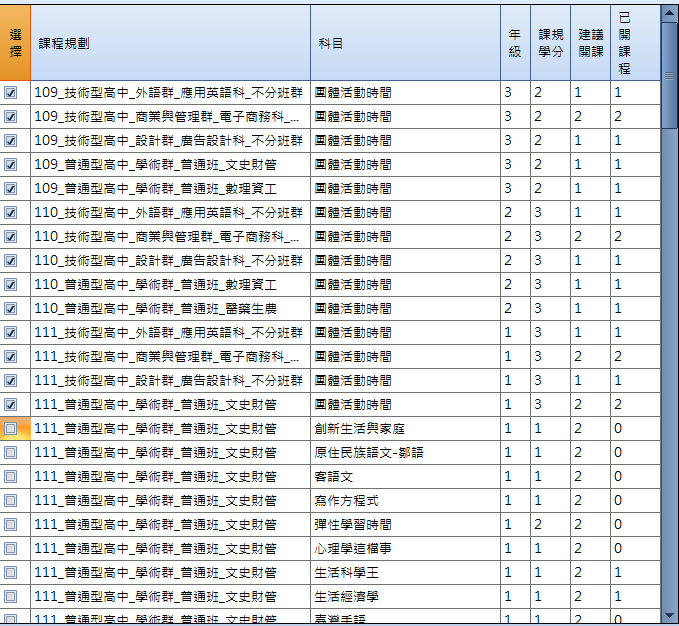 選擇 課程規劃 科目 年級 課規學分 建議開課 已開課程
109_技術型高中_外語群_應用英語科_不分班群 團體活動時間 3 2 1 1
109_技術型高中_商業與管理群_電子商務科_... 團體活動時間 3 2 2 2
109_技術型高中_設計群_廣告設計科_不分班群 團體活動時間 3 2 1 1
109_普通型高中_學術群_普通班_文史財管 團體活動時間 3 2 1 1
109_普通型高中_學術群_普通班_數理資工 團體活動時間 3 2 1 1
110_技術型高中_外語群_應用英語科_不分班群 團體活動時間 2 3 1 1
110_技術型高中_商業與管理群_電子商務科_... 團體活動時間 2 3 2 2
110_技術型高中_設計群_廣告設計科_不分班群 團體活動時間 2 3 1 1
110_普通型高中_學術群_普通班_數理資工 團體活動時間 2 3 1 1
110_普通型高中_學術群_普通班_醫藥生農 團體活動時間 2 3 1 1
111_技術型高中_外語群_應用英語科_不分班群 團體活動時間 1 3 1 1
111_技術型高中_商業與管理群_電子商務科_... 團體活動時間 1 3 2 2
111_技術型高中_設計群_廣告設計科_不分班群 團體活動時間 1 3 1 1
111_普通型高中_學術群_普通班_文史財管 團體活動時間 1 3 2 2
111_普通型高中_學術群_普通班_文史財管 創新生活與家庭 1 1 2 0
111_普通型高中_學術群_普通班_文史財管 原住民族語文-鄒語 1 1 2 0
111_普通型高中_學術群_普通班_文史財管 客語文 1 1 2 0
111_普通型高中_學術群_普通班_文史財管 寫作方程式 1 1 2 0
111_普通型高中_學術群_普通班_文史財管 彈性學習時間 1 2 2 0
111_普通型高中_學術群_普通班_文史財管 心理學這檔事 1 1 2 0
111_普通型高中_學術群_普通班_文史財管 生活科學王 1 1 2 1
111_普通型高中_學術群_普通班_文史財管 生活經濟學 1 1 2 1
111_普通型高中_學術群_普通班_文史財管 臺灣手語 1 1 2 0